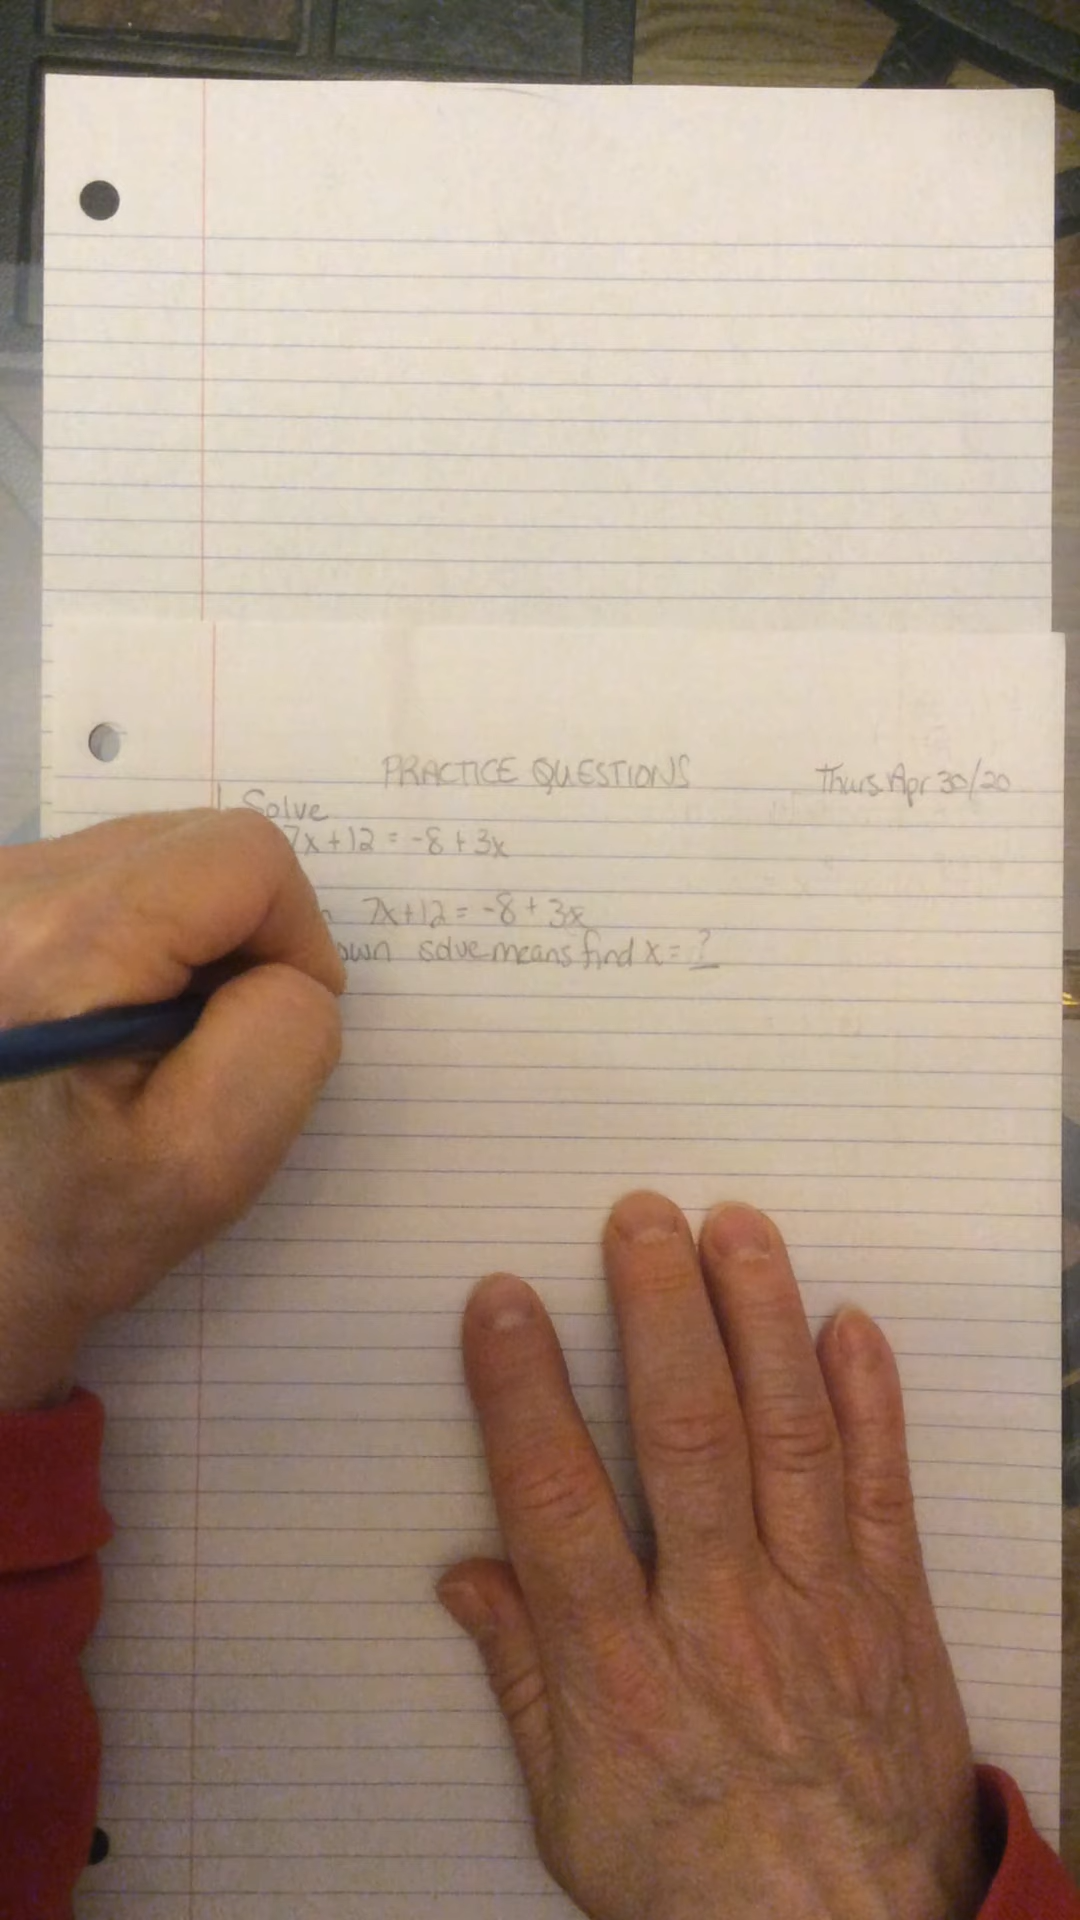 PRACTICE QUESTIONS Thurs. Apr 30/20
1. Solve
7x+12 = -8+3x
7x+12 = -8+3x
solve means find x = ?